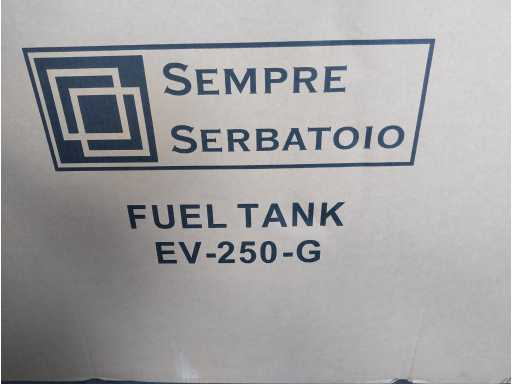 SEMPRE
SERBATOIO
FUEL TANK
EV-250-G